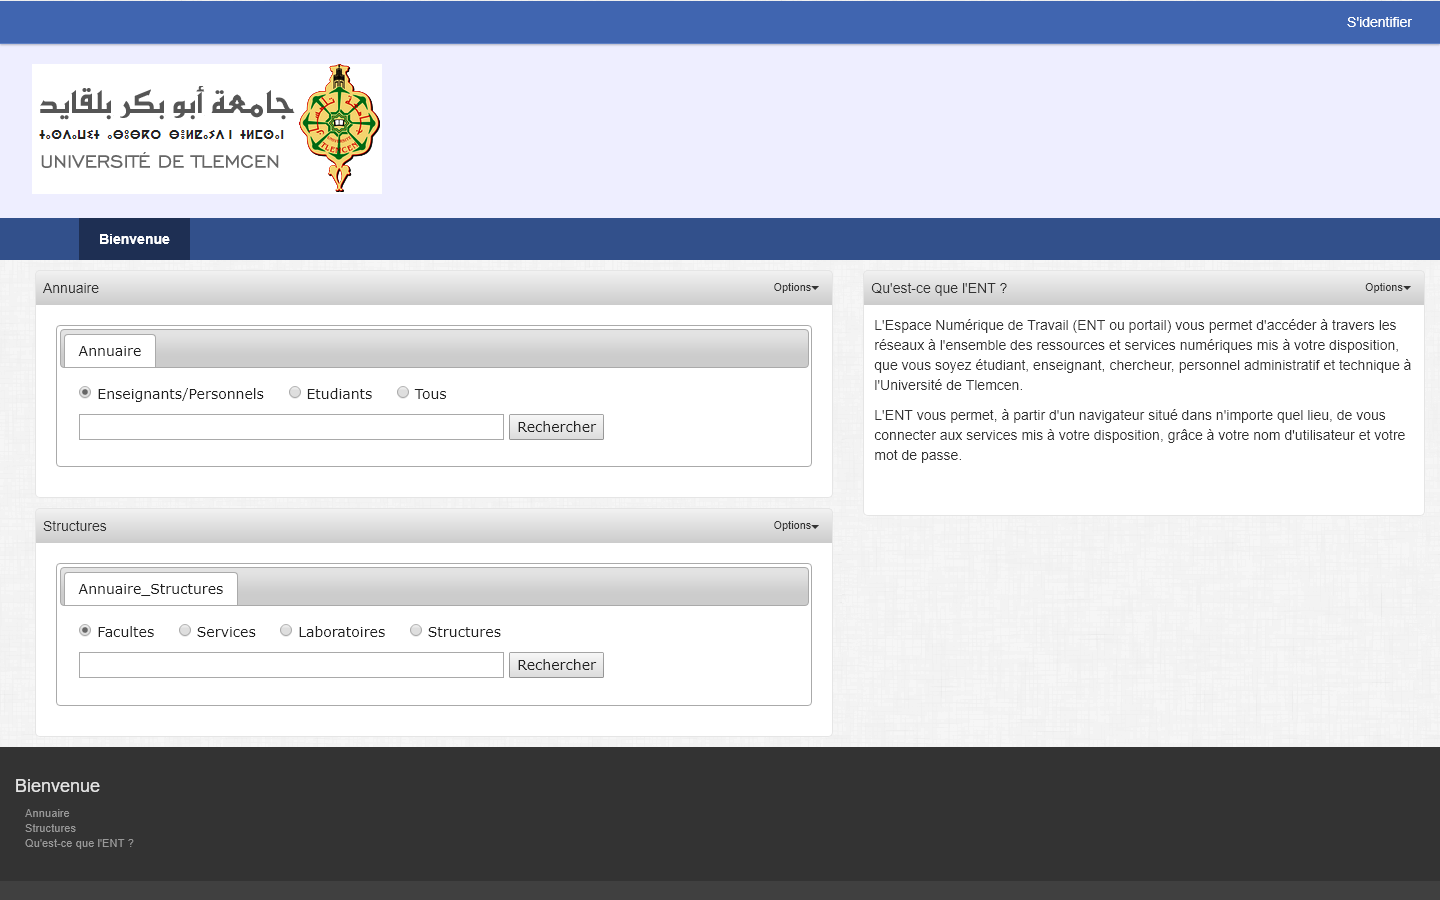 S'identifier
جامعة أبو بكر بلقايد
UNIVERSITÉ DE TLEMCEN
TLEMCEN
Bienvenue
Annuaire
Options
Annuaire
Enseignants/Personnels Etudiants Tous
Rechercher
Structures
Options
Annuaire_Structures
Facultes Services Laboratoires Structures
Rechercher
Qu'est-ce que l'ENT ?
Options
L'Espace Numérique de Travail (ENT ou portail) vous permet d'accéder à travers les
réseaux à l'ensemble des ressources et services numériques mis à votre disposition,
que vous soyez étudiant, enseignant, chercheur, personnel administratif et technique à
l'Université de Tlemcen.
L'ENT vous permet, à partir d'un navigateur situé dans n'importe quel lieu, de vous
connecter aux services mis à votre disposition, grâce à votre nom d'utilisateur et votre
mot de passe.
Bienvenue
Annuaire
Structures
Qu'est-ce que l'ENT ?